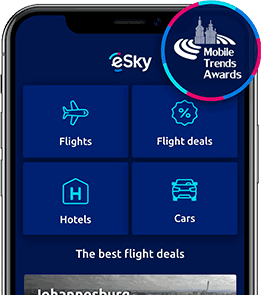 Mobile
Trends
Awards
eSky
Flights
Flight deals
Hotels
Cars
The best flight deals
Johannesburg